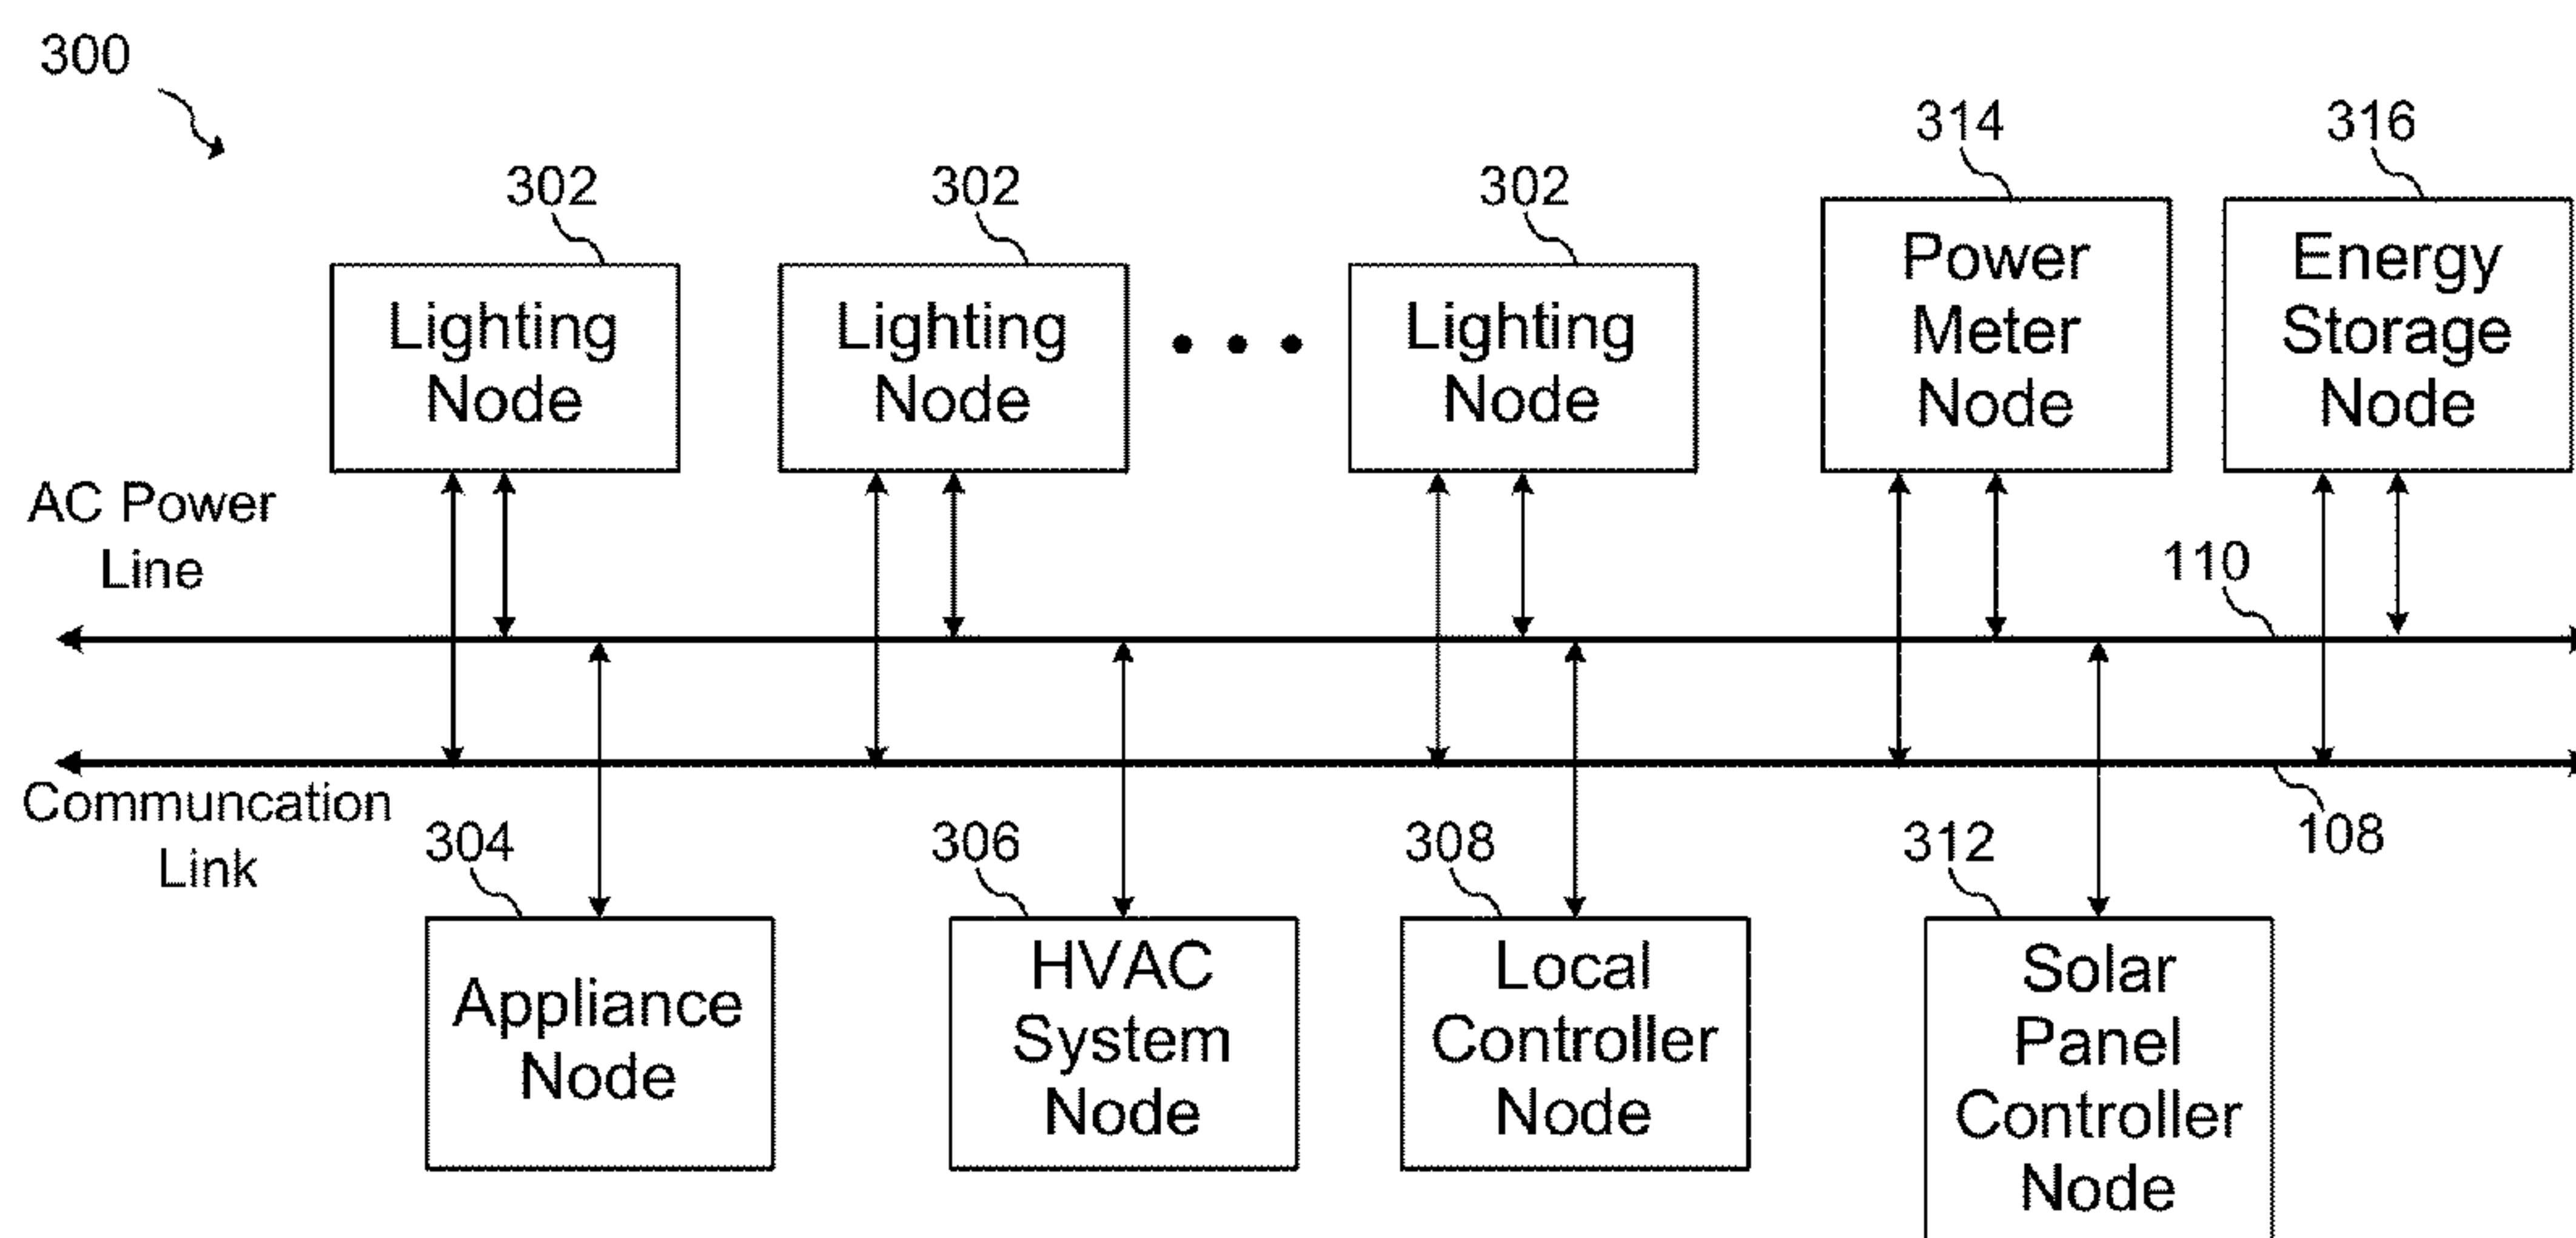 300
314
316
302
302
302
Lighting
Node
Lighting
Node
Lighting
Node
Power
Meter
Node
Energy
Storage
Node
AC Power
Line
110
Communcation
Link
108
304
306
308
312
Appliance
Node
HVAC
System
Node
Local
Controller
Node
Solar
Panel
Controller
Node